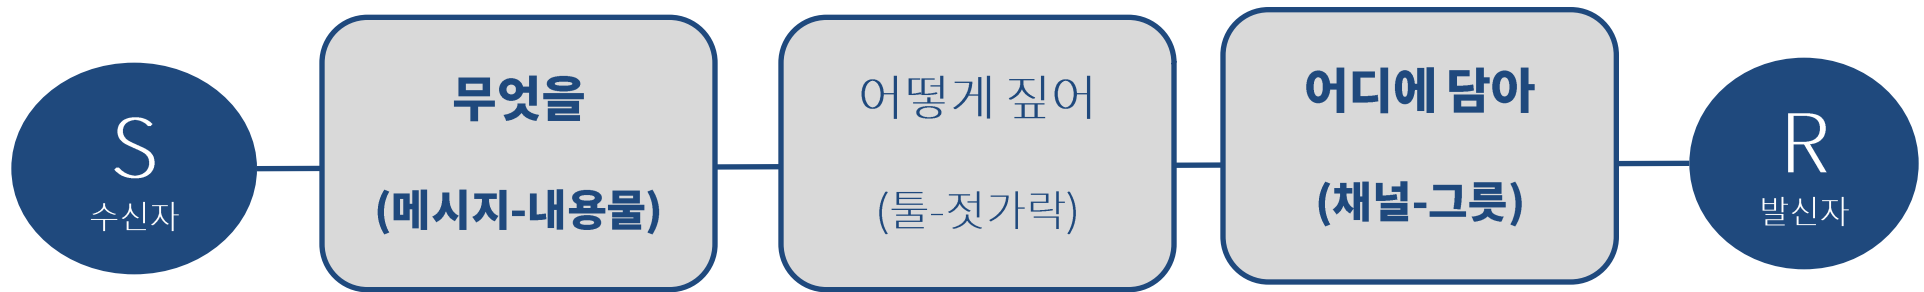 S
수신자
무엇을
(메시지-내용물)
어떻게 짚어
(툴-젓가락)
어디에 담아
(채널-그릇)
R
발신자